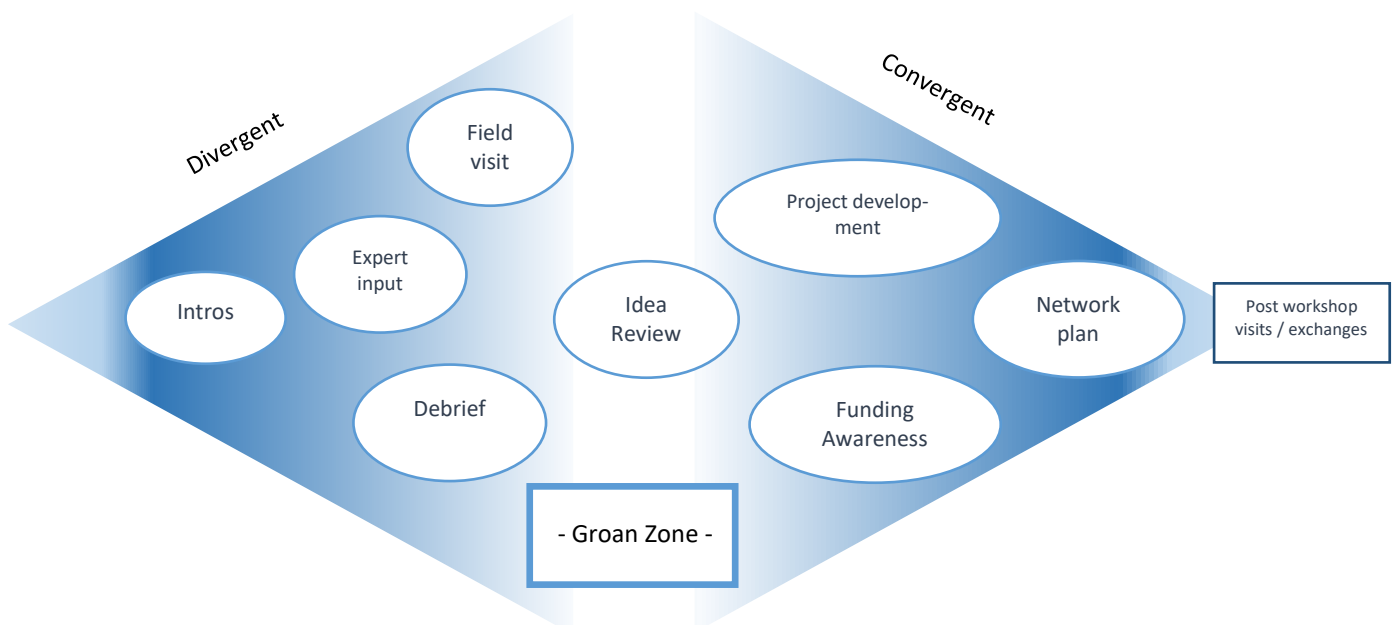 Divergent
Convergent
Field
visit
Expert
input
Intros
Debrief
Idea
Review
- Groan Zone -
Project develop-
ment
Funding
Awareness
Network
plan
Post workshop
visits / exchanges